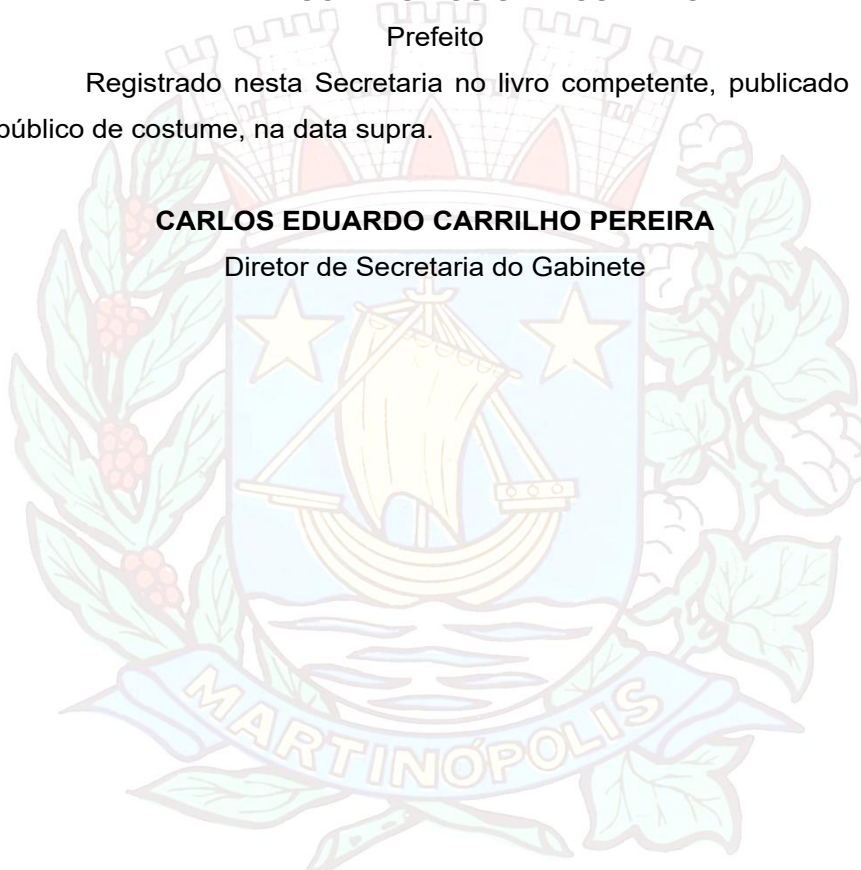 Prefeito
Registrado nesta Secretaria no livro competente, publicado
público de costume, na data supra.
CARLOS EDUARDO CARRILHO PEREIRA
Diretor de Secretaria do Gabinete
MARTINÓPOLIS